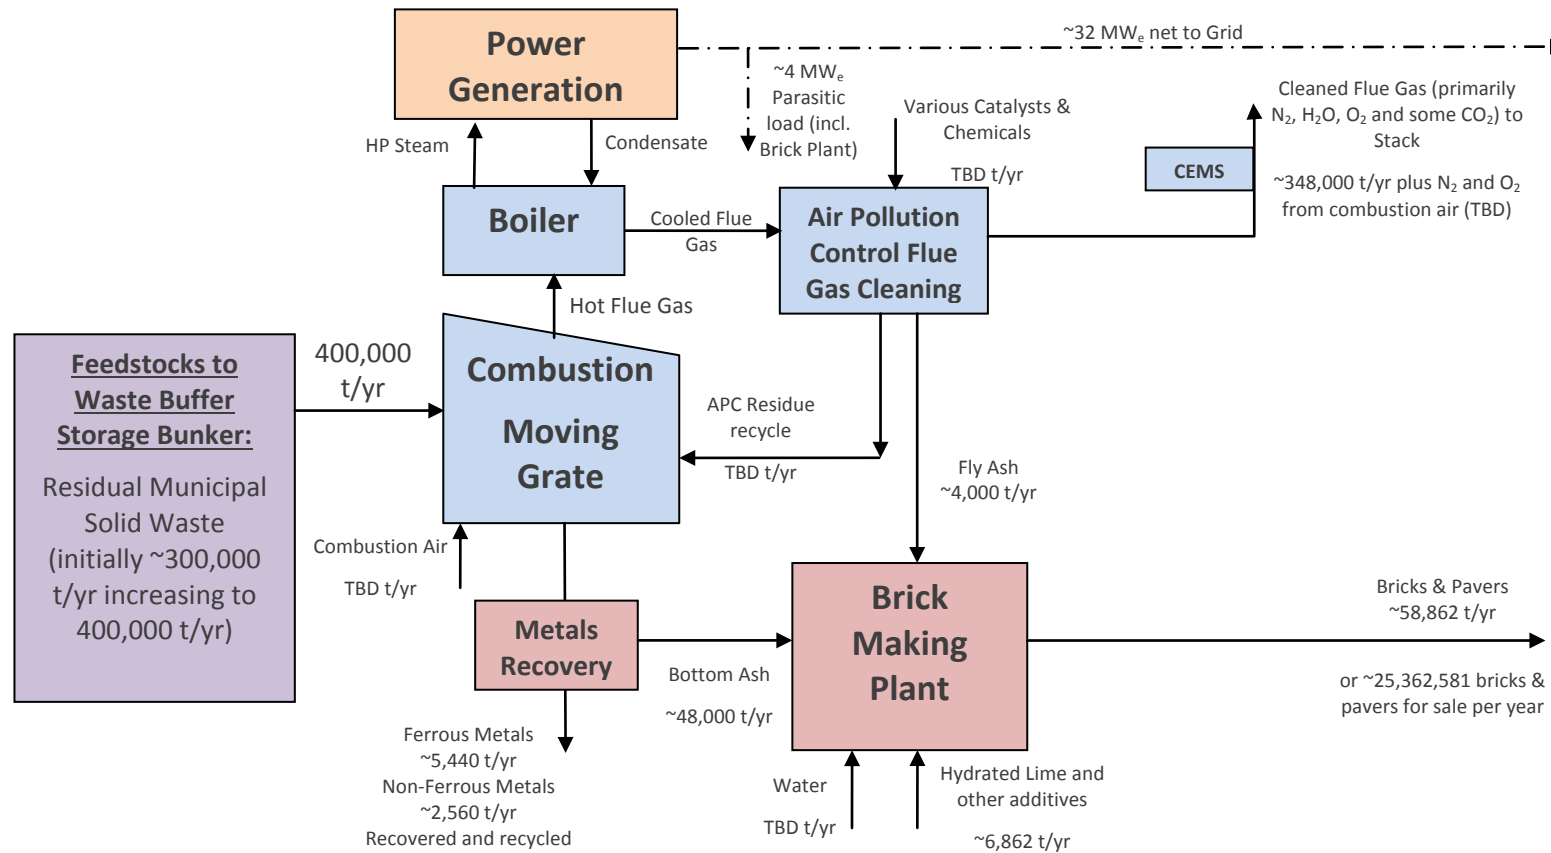 Power
Generation
~32 MWₑ net to Grid
~4 MWₑ
Parasitic
load (incl.
Brick Plant)
Various Catalysts &
Chemicals
TBD t/yr
Cleaned Flue Gas (primarily
N₂, H₂O, O₂ and some CO₂) to
Stack
~348,000 t/yr plus N₂ and O₂
from combustion air (TBD)
CEMS
HP Steam
Condensate
Boiler
Cooled Flue
Gas
Air Pollution
Control Flue
Gas Cleaning
Hot Flue Gas
Feedstocks to
Waste Buffer
Storage Bunker:
Residual Municipal
Solid Waste
(initially ~300,000
t/yr increasing to
400,000 t/yr)
400,000
t/yr
Combustion
Moving
Grate
APC Residue
recycle
TBD t/yr
Fly Ash
~4,000 t/yr
Combustion Air
TBD t/yr
Metals
Recovery
Bottom Ash
~48,000 t/yr
Brick
Making
Plant
Bricks & Pavers
~58,862 t/yr
or ~25,362,581 bricks &
pavers for sale per year
Ferrous Metals
~5,440 t/yr
Non-Ferrous Metals
~2,560 t/yr
Recovered and recycled
Water
TBD t/yr
Hydrated Lime and
other additives
~6,862 t/yr